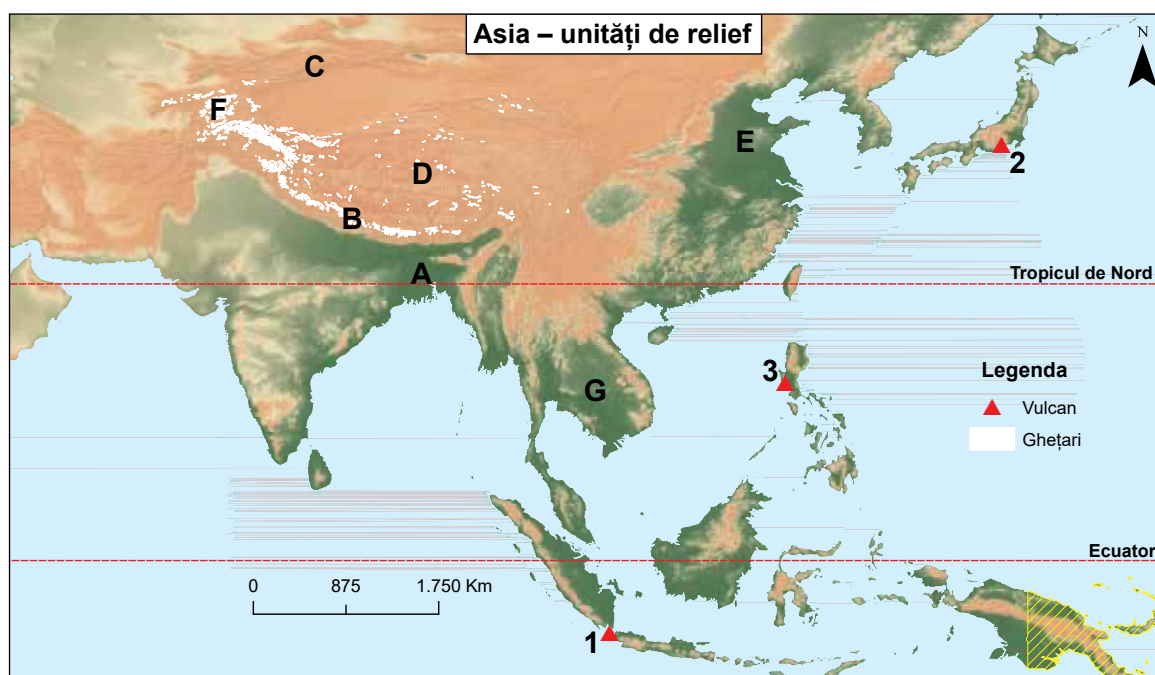 Asia – unități de relief
N
C
F
E
D
2
B
A
Tropicul de Nord
3
G
Legenda
Vulcan
Ghețari
Ecuator
0 875 1.750 Km
1